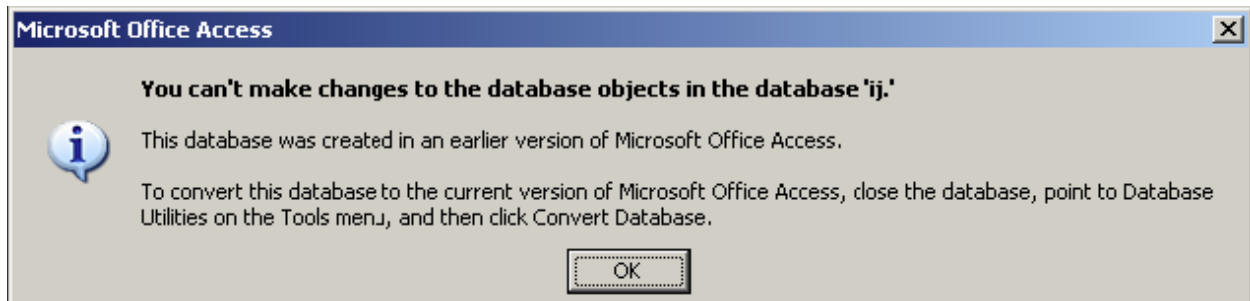 Microsoft Office Access
You can't make changes to the database objects in the database 'ij.'
This database was created in an earlier version of Microsoft Office Access.
To convert this database to the current version of Microsoft Office Access, close the database, point to Database
Utilities on the Tools menu, and then click Convert Database.
OK